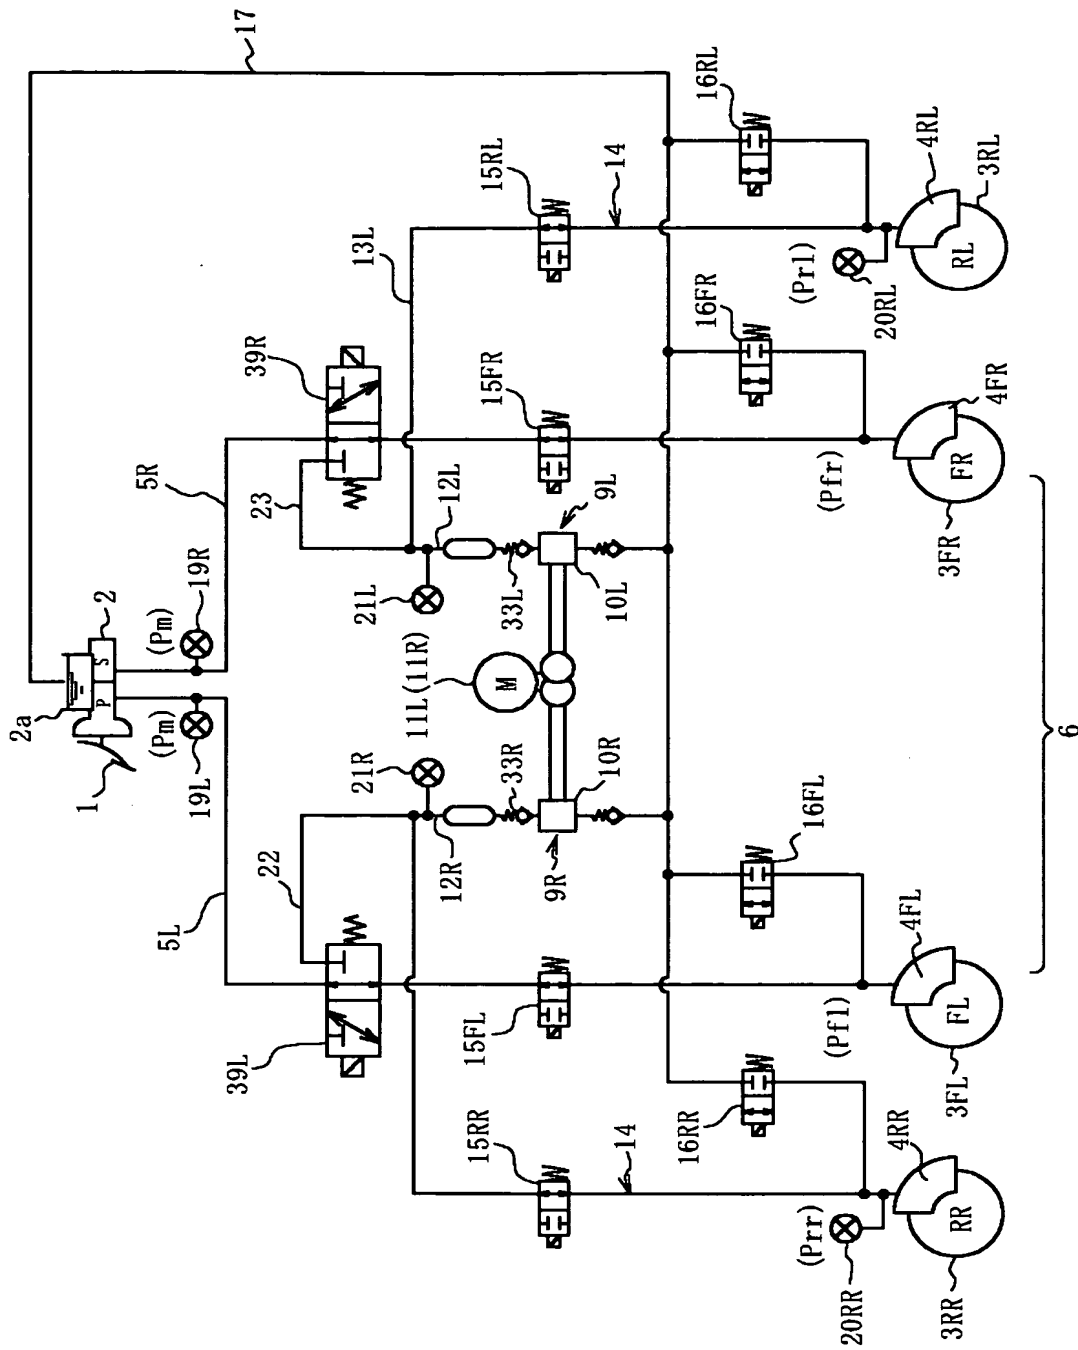 17
16RL
4RL
3RL
15RL
14
13L
(Prl)
20RL
RL
16FR
39R
15FR
4FR
FR
(Pfr)
3FR
5R
23
12L
9L
19R
(Pm)
2
S
P
2a
1
(Pm)
19L
21L
33L
10L
11L(11R)
M
21R
33R
10R
6
5L
22
12R
9R
16FL
4FL
FL
(Pfl)
3FL
39L
15FL
16RR
15RR
14
4RR
RR
(Prr)
20RR
3RR